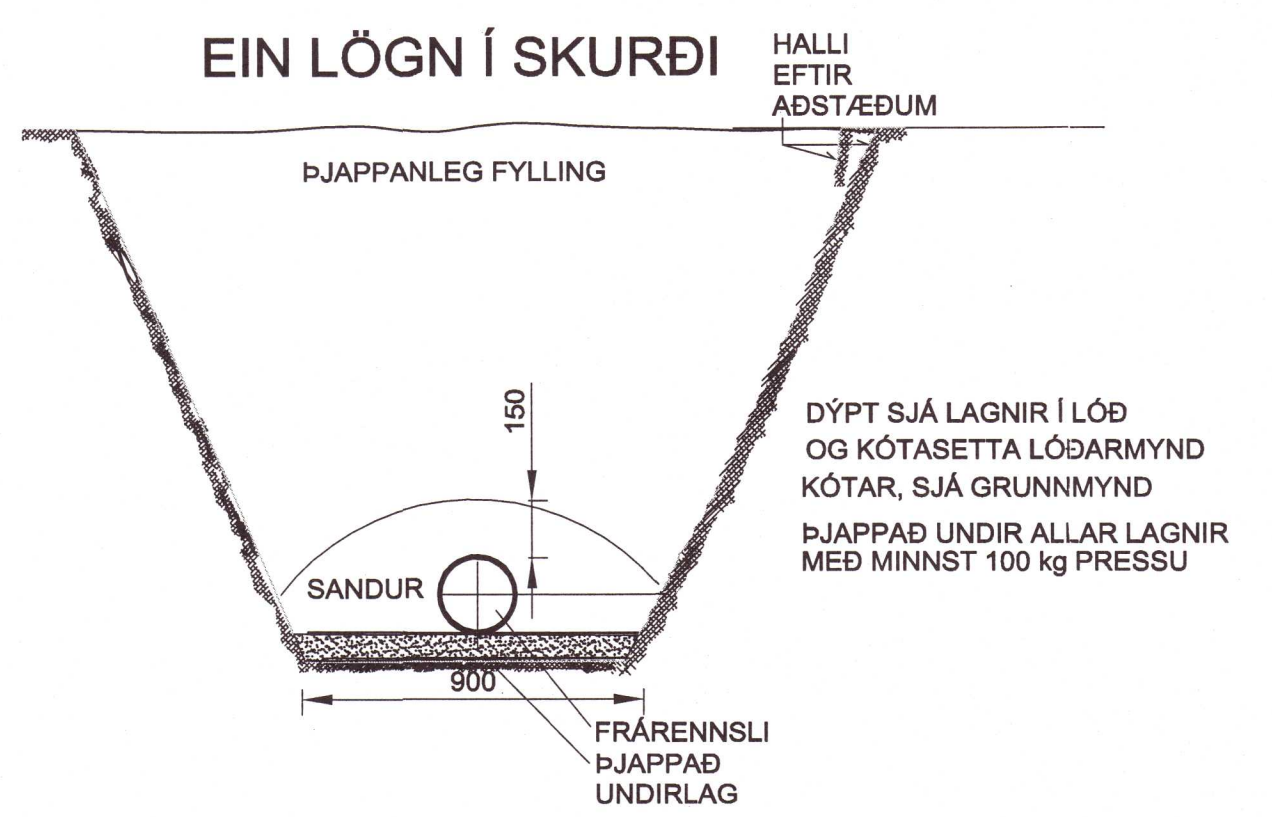 EIN LÖGN Í SKURÐI
HALLI
EFTIR
AÐSTÆÐUM
ÞJAPPANLEG FYLLING
150
DÝPT SJÁ LAGNIR Í LÓÐ
OG KÓTASETTA LÓÐARMYND
KÓTAR, SJÁ GRUNNMYND
ÞJAPPAÐ UNDIR ALLAR LAGNIR
MEÐ MINNST 100 kg PRESSU
SANDUR
900
FRÁRENNSLI
ÞJAPPAÐ
UNDIRLAG